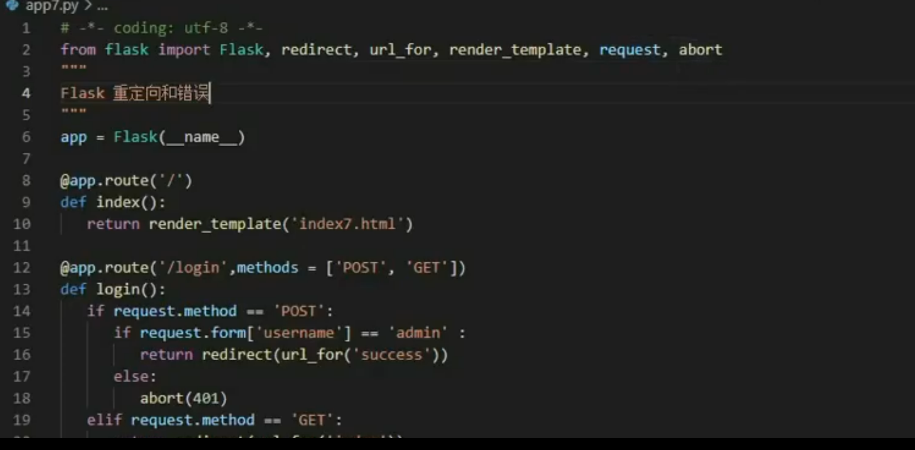 app7.py > ...
1 # -*- coding: utf-8 -*-
2 from flask import Flask, redirect, url_for, render_template, request, abort
3 """
4 Flask 重定向和错误
5 """
6 app = Flask(__name__)
7
8 @app.route('/')
9 def index():
10 return render_template('index7.html')
11
12 @app.route('/login',methods = ['POST', 'GET'])
13 def login():
14 if request.method == 'POST':
15 if request.form['username'] == 'admin' :
16 return redirect(url_for('success'))
17 else:
18 abort(401)
19 elif request.method == 'GET':